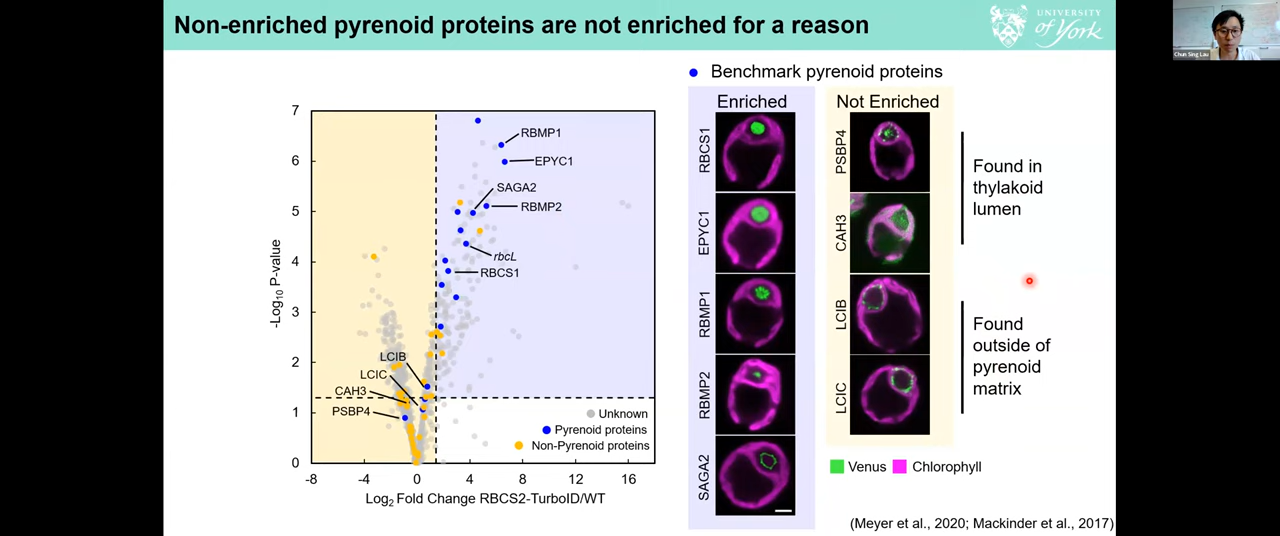 Non-enriched pyrenoid proteins are not enriched for a reason
UNIVERSITY
of York
Chun Sing Lau
Benchmark pyrenoid proteins
Enriched
Not Enriched
7
6
5
4
3
2
1
0
-Log10 P-value
RBMP1
EPYC1
SAGA2
RBMP2
rbcL
RBCS1
LCIB
LCIC
CAH3
PSBP4
Unknown
Pyrenoid proteins
Non-Pyrenoid proteins
-8 -4 0 4 8 12 16
Log2 Fold Change RBCS2-TurboID/WT
RBCS1
EPYC1
RBMP1
RBMP2
SAGA2
PSBP4
CAH3
LCIB
LCIC
Found in
thylakoid
lumen
Found
outside of
pyrenoid
matrix
Venus Chlorophyll
(Meyer et al., 2020; Mackinder et al., 2017)